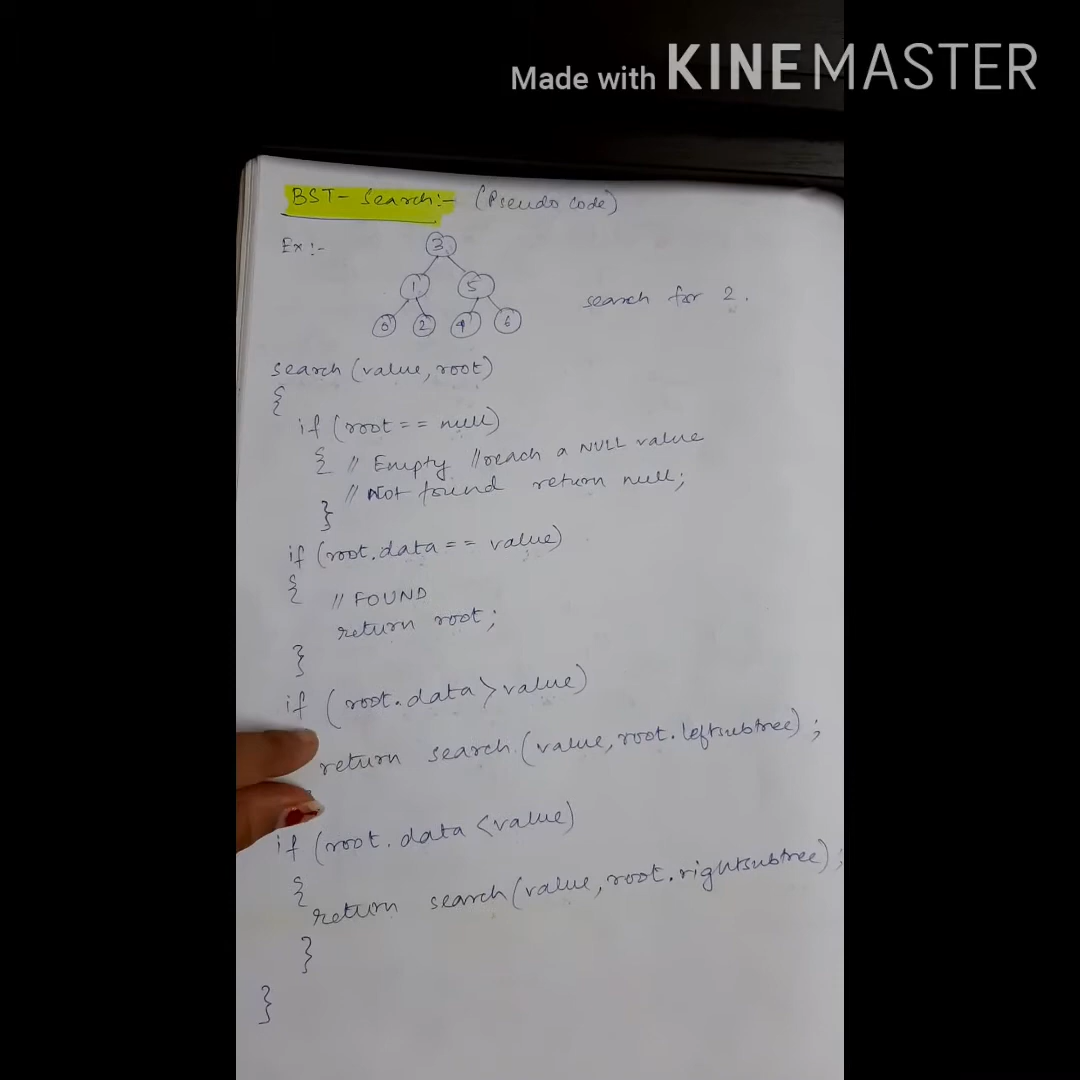 Made with KINEMASTER
BST - Search:- (Pseudo code)
Ex:-
3
1 5
0 2 4 6
search for 2.
search (value, root)
{
if (root == null)
{ // Empty // reach a NULL value
// Not found return null;
}
if (root.data == value)
{ // FOUND
return root;
}
if (root.data > value)
return search (value, root.leftsubtree);
if (root.data < value)
{
return search (value, root.rightsubtree);
}
}